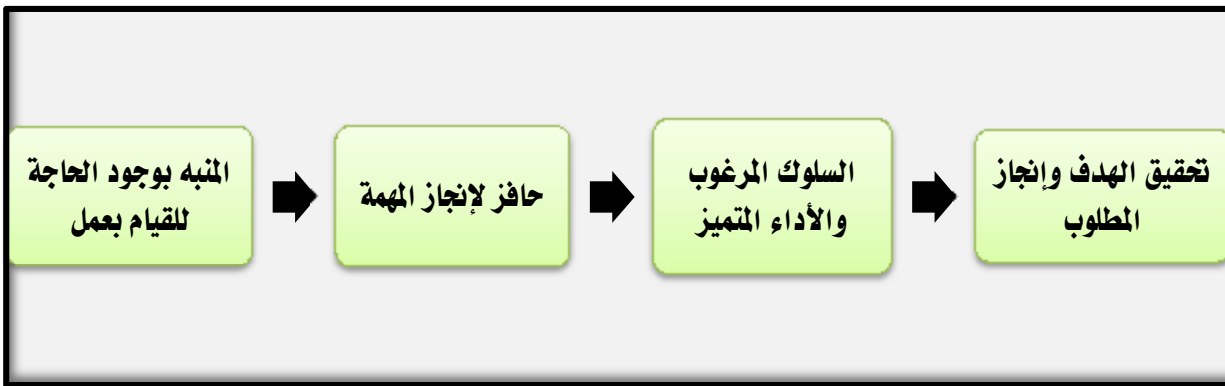 المنبه بوجود الحاجة
للقيام بعمل
حافز لإنجاز المهمة
السلوك المرغوب
والأداء المتميز
تحقيق الهدف وإنجاز
المطلوب